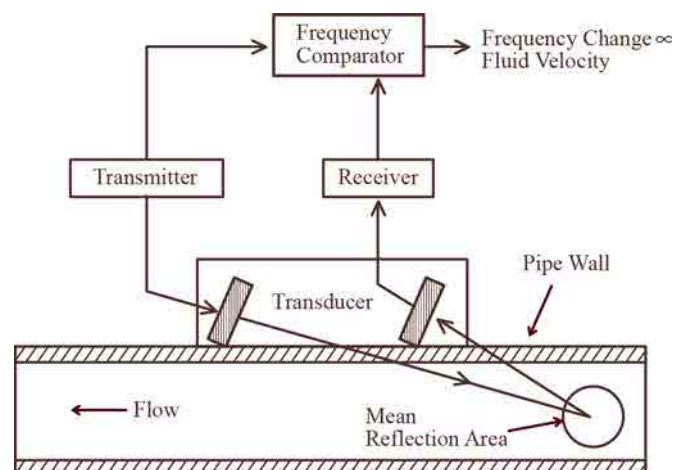 Frequency
Comparator
Frequency Change ∝
Fluid Velocity
Transmitter
Receiver
Pipe Wall
Transducer
Flow
Mean
Reflection Area